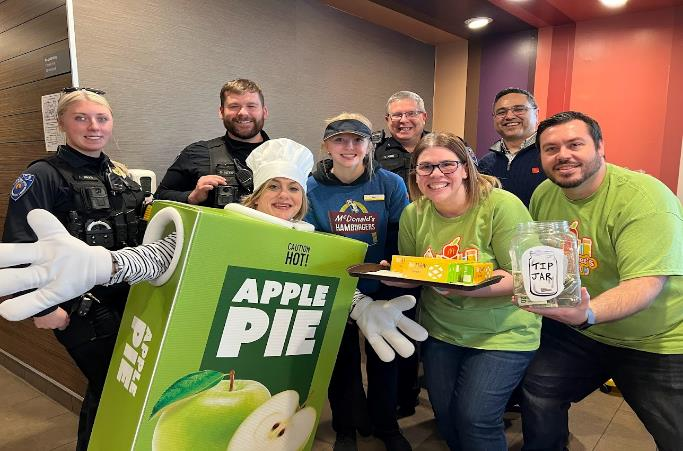 CAUTION
HOT!
APPLE
PIE
APPLE
PIE
McDonald's
HAMBURGERS
TIP
JAR